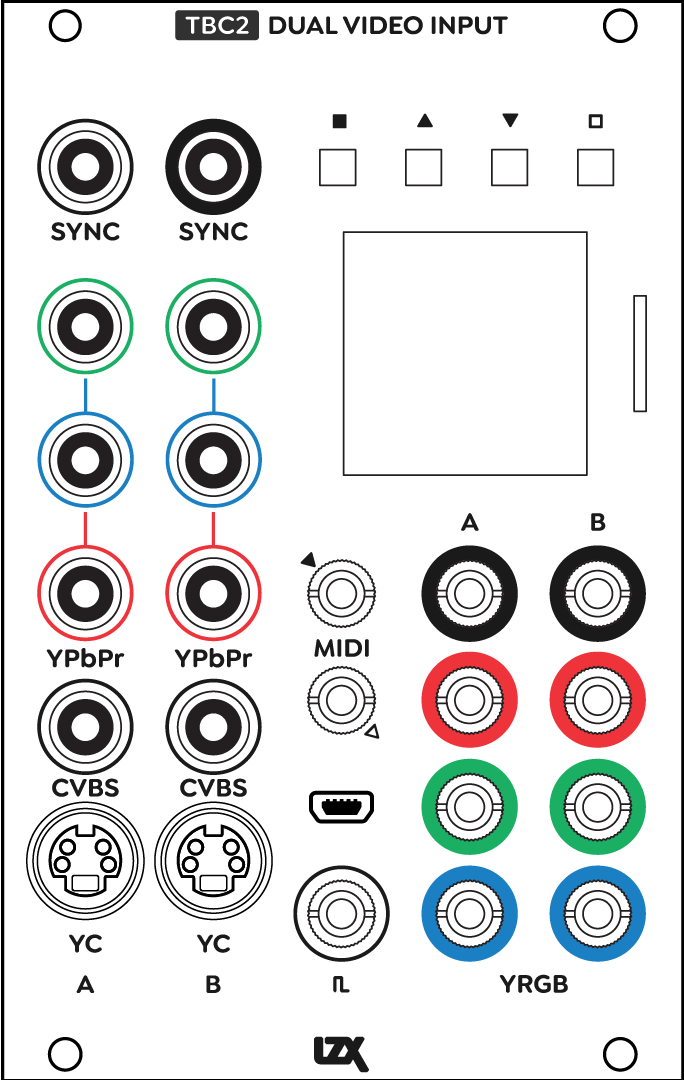 TBC2 DUAL VIDEO INPUT
SYNC SYNC
A B
YPbPr YPbPr
MIDI
CVBS CVBS
YC YC
A B YRGB
LZX